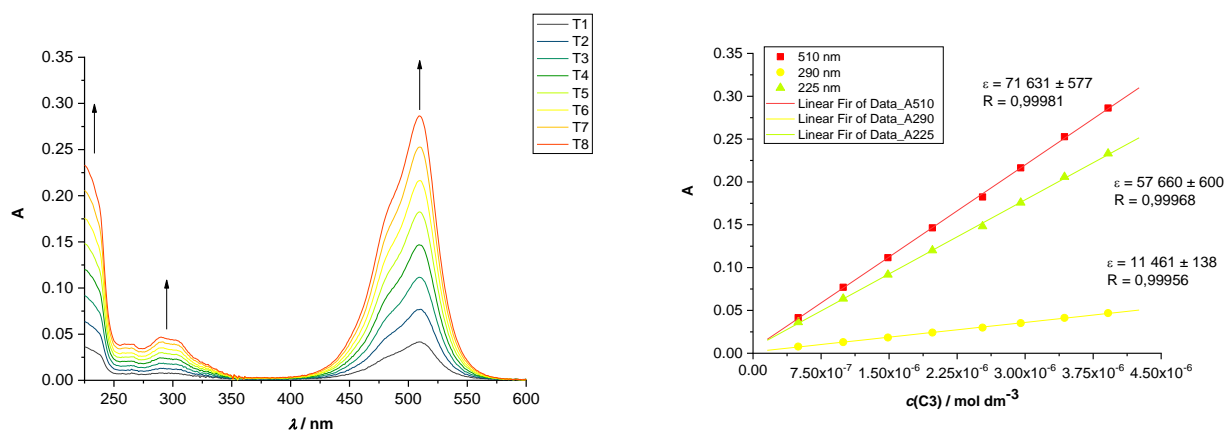 T1
T2
T3
T4
T5
T6
T7
T8
0.35
0.30
0.25
0.20
0.15
0.10
0.05
0.00
A
250 300 350 400 450 500 550 600
λ / nm
510 nm
290 nm
225 nm
Linear Fir of Data_A510
Linear Fir of Data_A290
Linear Fir of Data_A225
ε = 71 631 ± 577
R = 0,99981
ε = 57 660 ± 600
R = 0,99968
ε = 11 461 ± 138
R = 0,99956
0.35
0.30
0.25
0.20
0.15
0.10
0.05
0.00
A
0.00 7.50x10-7 1.50x10-6 2.25x10-6 3.00x10-6 3.75x10-6 4.50x10-6
c(C3) / mol dm-3